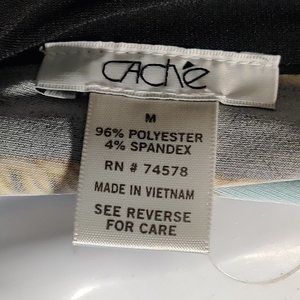 CAché
M
96% POLYESTER
4% SPANDEX
RN # 74578
MADE IN VIETNAM
SEE REVERSE
FOR CARE